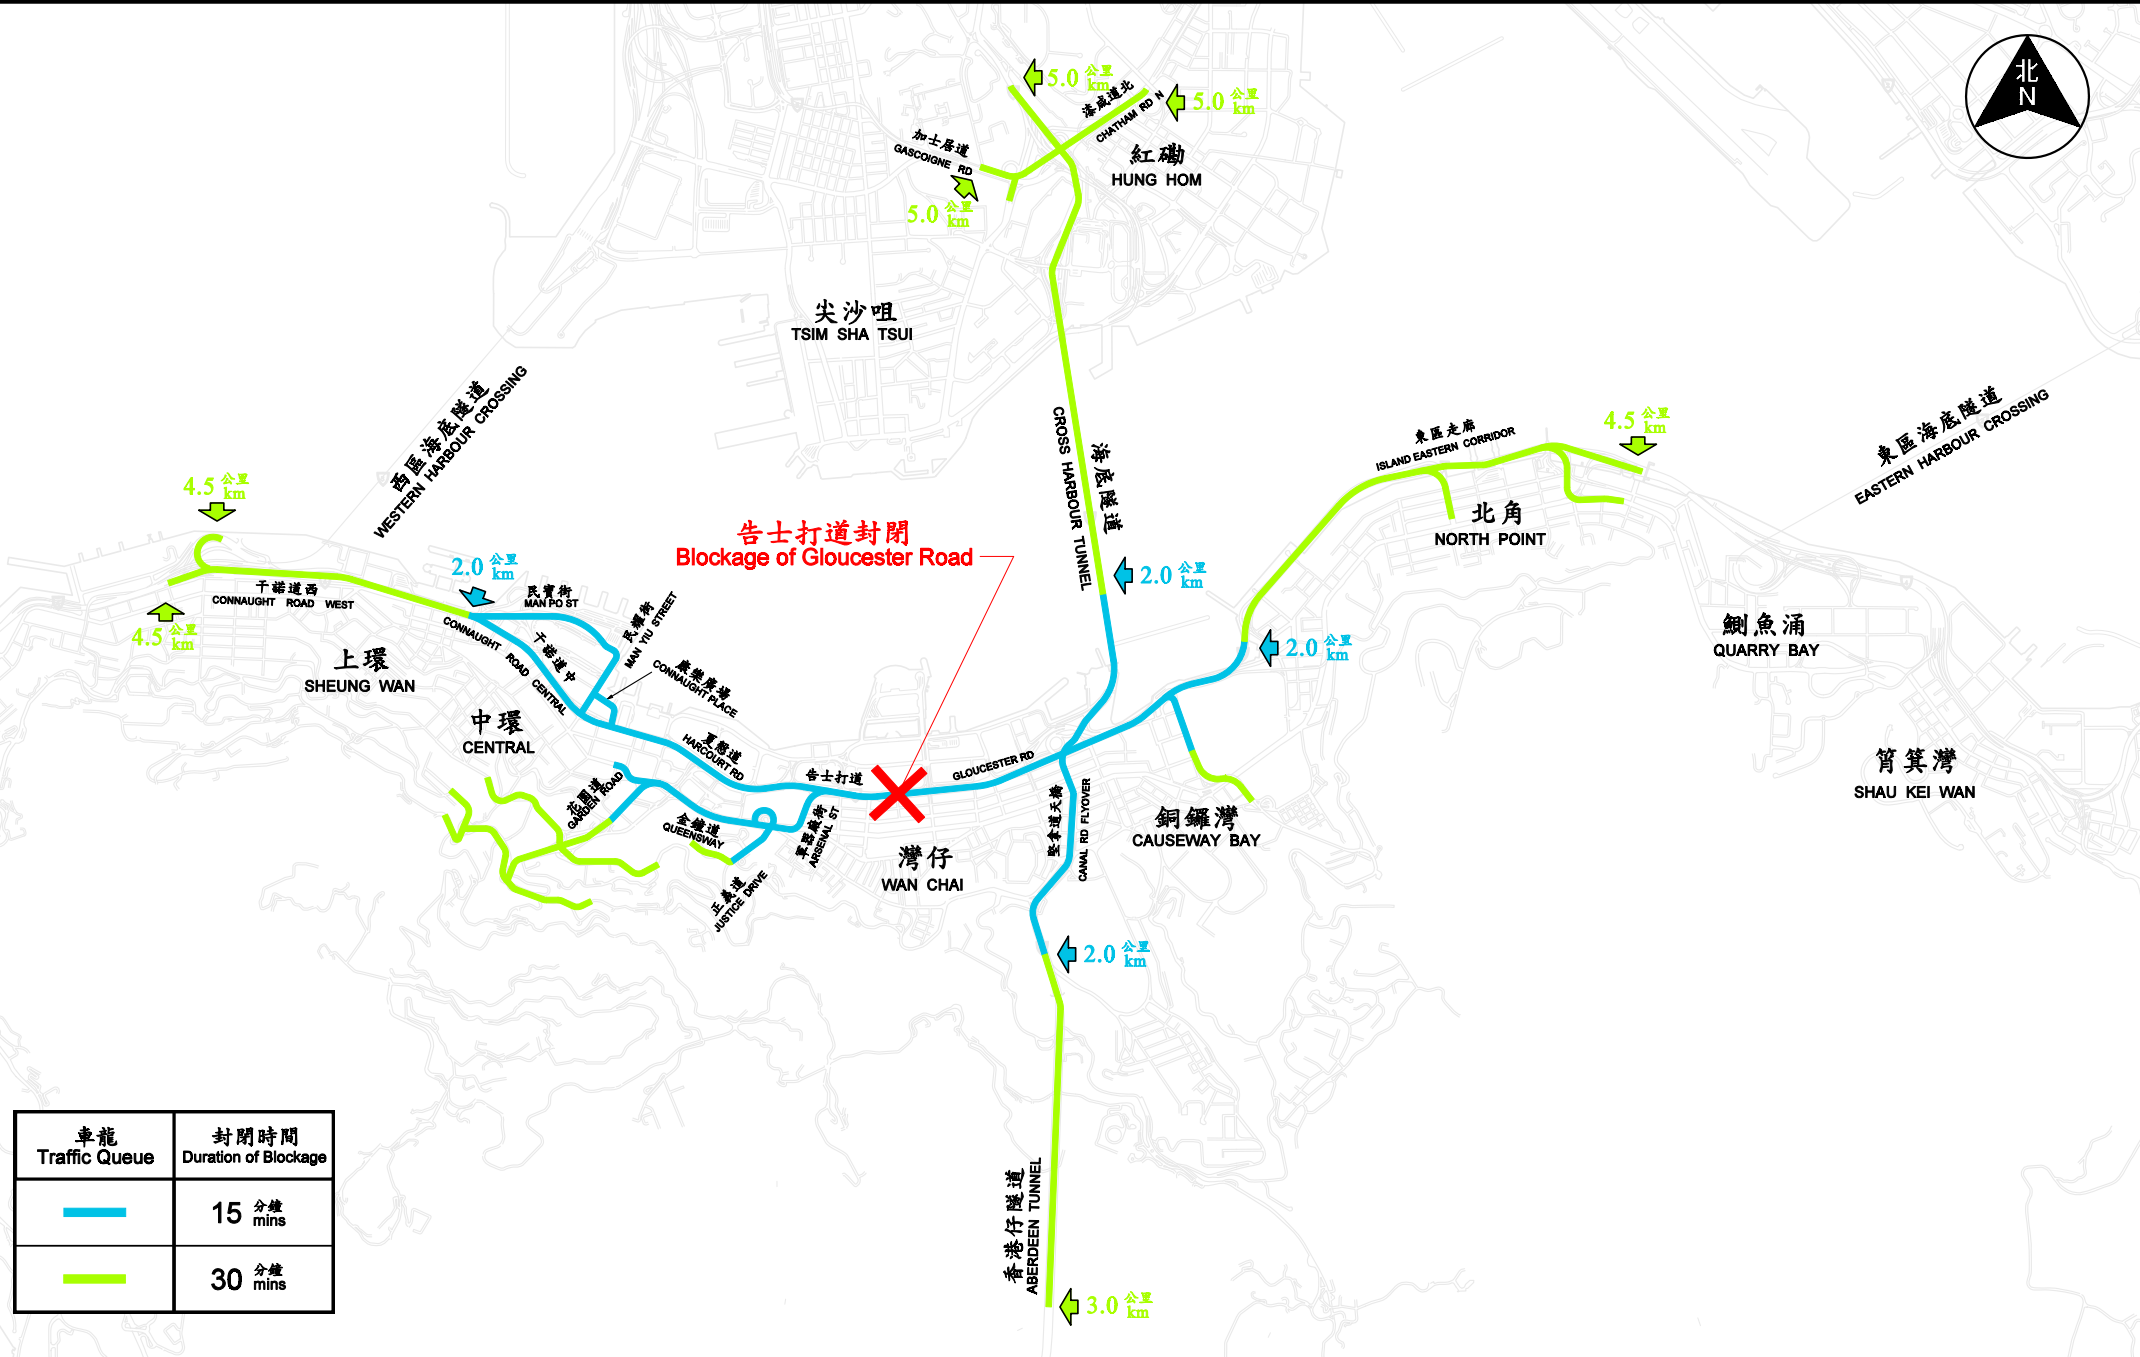 北
N
5.0 公里
km
漆咸道北
CHATHAM RD N
5.0 公里
km
加士居道
GASCOIGNE RD
5.0 公里
km
紅磡
HUNG HOM
尖沙咀
TSIM SHA TSUI
西區海底隧道
WESTERN HARBOUR CROSSING
海底隧道
CROSS HARBOUR TUNNEL
東區走廊
ISLAND EASTERN CORRIDOR
4.5 公里
km
東區海底隧道
EASTERN HARBOUR CROSSING
4.5 公里
km
告士打道封閉
Blockage of Gloucester Road
北角
NORTH POINT
2.0 公里
km
2.0 公里
km
干諾道西
CONNAUGHT ROAD WEST
民寶街
MAN PO ST
民耀街
MAN YIU STREET
4.5 公里
km
干諾道中
CONNAUGHT ROAD CENTRAL
上環
SHEUNG WAN
康樂廣場
CONNAUGHT PLACE
2.0 公里
km
鰂魚涌
QUARRY BAY
中環
CENTRAL
夏慤道
HARCOURT RD
告士打道
GLOUCESTER RD
筲箕灣
SHAU KEI WAN
花園道
GARDEN ROAD
金鐘道
QUEENSWAY
軍器廠街
ARSENAL ST
堅拿道天橋
CANAL RD FLYOVER
銅鑼灣
CAUSEWAY BAY
灣仔
WAN CHAI
正義道
JUSTICE DRIVE
2.0 公里
km
香港仔隧道
ABERDEEN TUNNEL
3.0 公里
km
車龍
Traffic Queue
封閉時間
Duration of Blockage
15 分鐘
mins
30 分鐘
mins